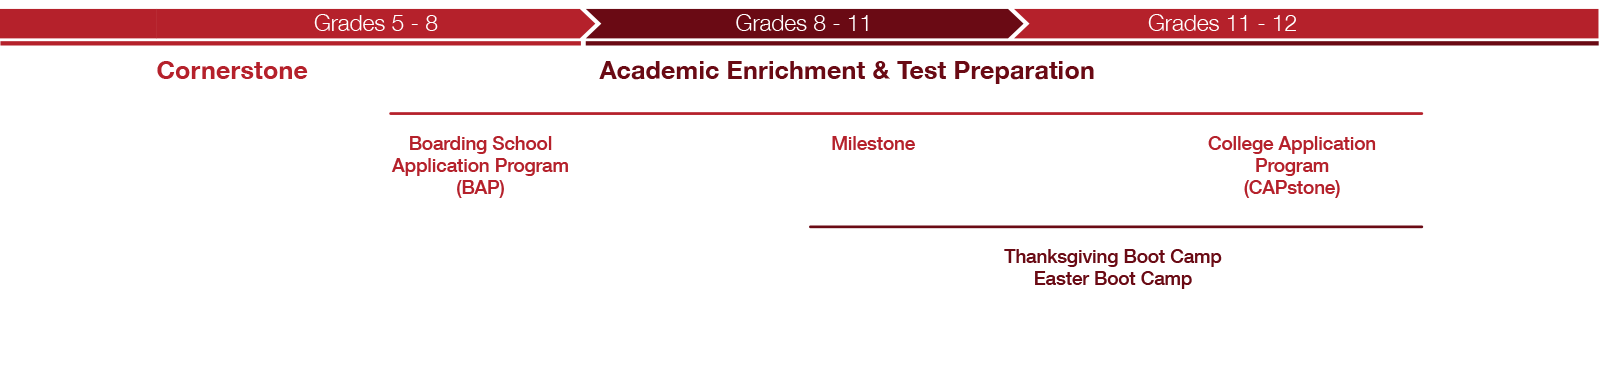 Grades 5 - 8
Grades 8 - 11
Grades 11 - 12
Cornerstone
Academic Enrichment & Test Preparation
Boarding School
Application Program
(BAP)
Milestone
College Application
Program
(CAPstone)
Thanksgiving Boot Camp
Easter Boot Camp